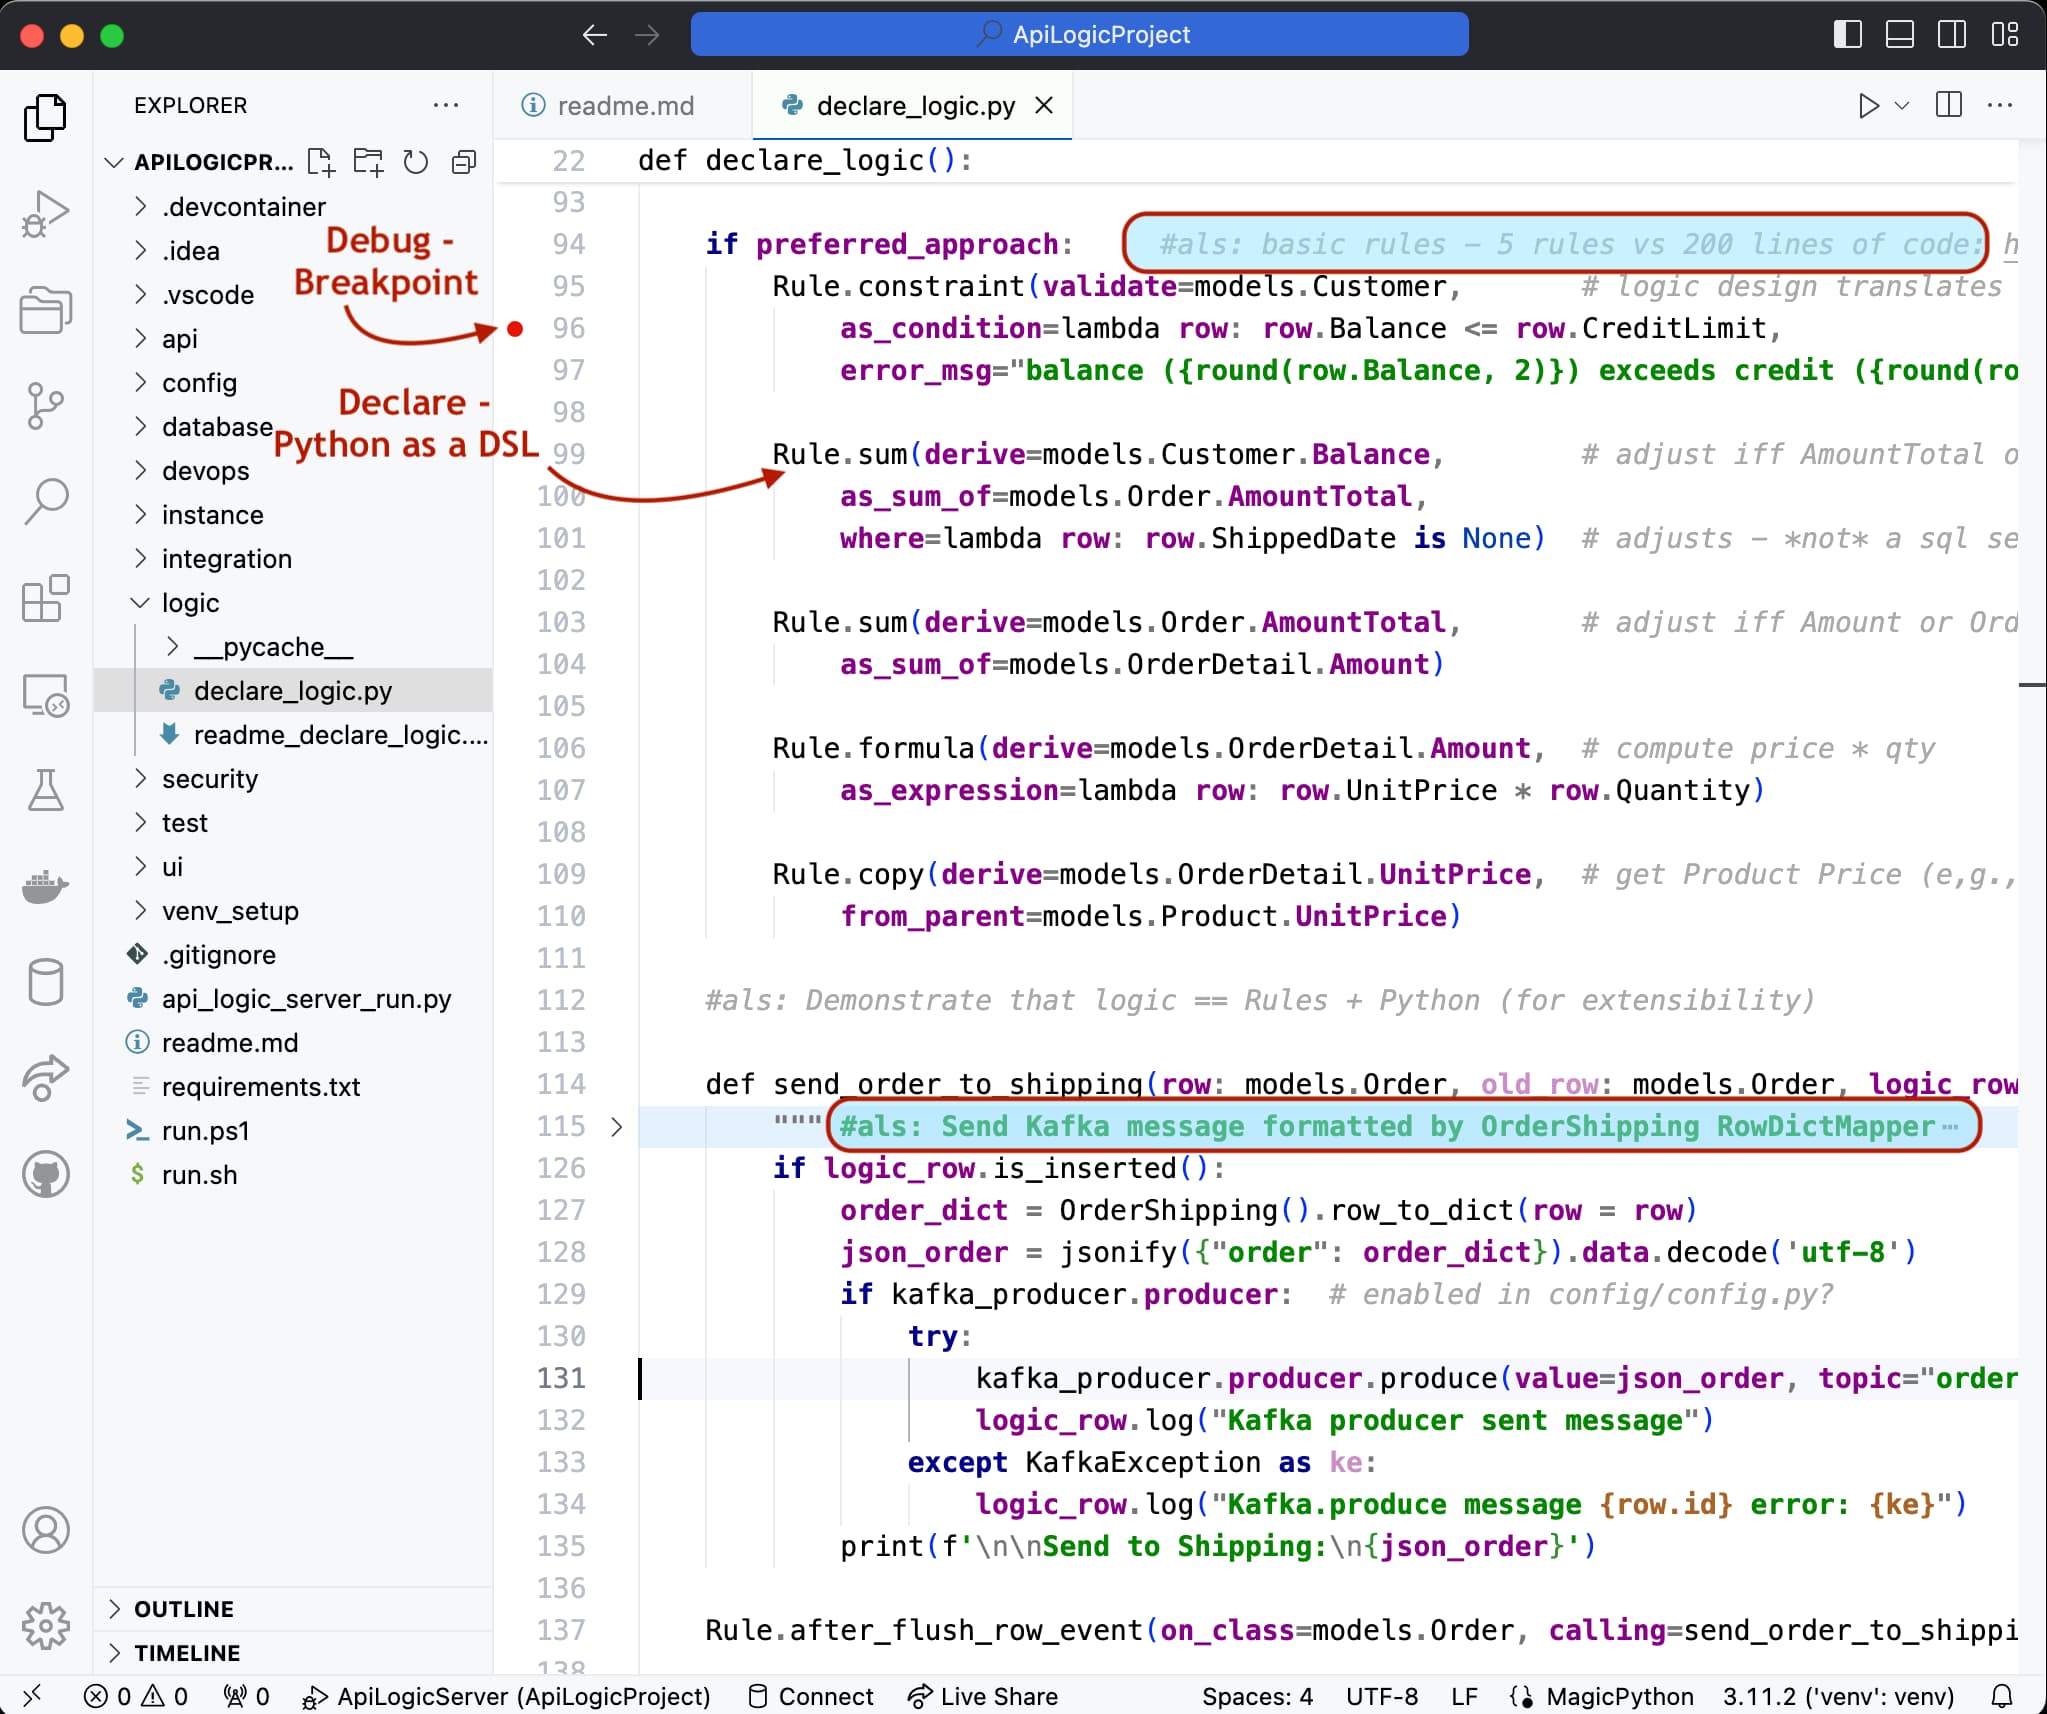 ApiLogicProject
EXPLORER
APILOGICPR...
.devcontainer
.idea
.vscode
api
config
database
devops
instance
integration
logic
__pycache__
declare_logic.py
readme_declare_logic....
security
test
ui
venv_setup
.gitignore
api_logic_server_run.py
readme.md
requirements.txt
run.ps1
$ run.sh
OUTLINE
TIMELINE
Debug -
Breakpoint
Declare -
Python as a DSL
readme.md
declare_logic.py
22 def declare_logic():
93
94 if preferred_approach: #als: basic rules – 5 rules vs 200 lines of code: h
95 Rule.constraint(validate=models.Customer, # logic design translates
96 as_condition=lambda row: row.Balance <= row.CreditLimit,
97 error_msg="balance ({round(row.Balance, 2)}) exceeds credit ({round(ro
98
99 Rule.sum(derive=models.Customer.Balance, # adjust iff AmountTotal o
100 as_sum_of=models.Order.AmountTotal,
101 where=lambda row: row.ShippedDate is None) # adjusts – *not* a sql se
102
103 Rule.sum(derive=models.Order.AmountTotal, # adjust iff Amount or Ord
104 as_sum_of=models.OrderDetail.Amount)
105
106 Rule.formula(derive=models.OrderDetail.Amount, # compute price * qty
107 as_expression=lambda row: row.UnitPrice * row.Quantity)
108
109 Rule.copy(derive=models.OrderDetail.UnitPrice, # get Product Price (e,g.,
110 from_parent=models.Product.UnitPrice)
111
112 #als: Demonstrate that logic == Rules + Python (for extensibility)
113
114 def send_order_to_shipping(row: models.Order, old_row: models.Order, logic_row
115 """ #als: Send Kafka message formatted by OrderShipping RowDictMapper…
126 if logic_row.is_inserted():
127 order_dict = OrderShipping().row_to_dict(row = row)
128 json_order = jsonify({"order": order_dict}).data.decode('utf-8')
129 if kafka_producer.producer: # enabled in config/config.py?
130 try:
131 kafka_producer.producer.produce(value=json_order, topic="order
132 logic_row.log("Kafka producer sent message")
133 except KafkaException as ke:
134 logic_row.log("Kafka.produce message {row.id} error: {ke}")
135 print(f'\n\nSend to Shipping:\n{json_order}')
136
137 Rule.after_flush_row_event(on_class=models.Order, calling=send_order_to_shippi
138
0 0 0 ApiLogicServer (ApiLogicProject) Connect Live Share Spaces: 4 UTF-8 LF MagicPython 3.11.2 ('venv': venv)